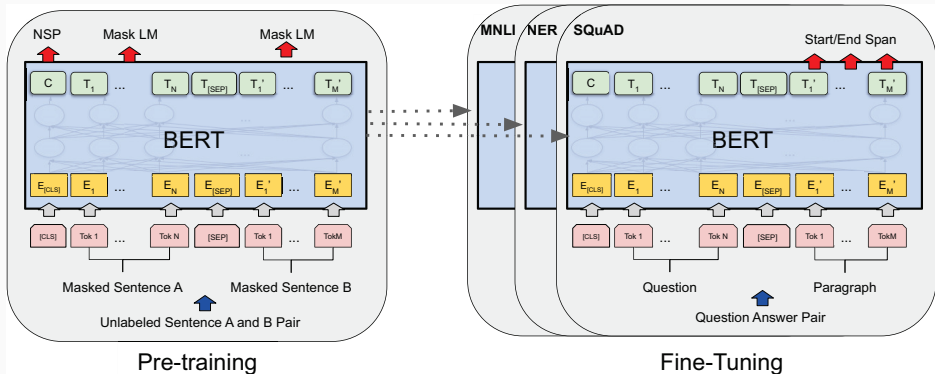 NSP Mask LM Mask LM
C T1 ... TN T[SEP] T1' ... TM'
BERT
E[CLS] E1 ... EN E[SEP] E1' ... EM'
[CLS] Tok 1 ... Tok N [SEP] Tok 1 ... TokM
Masked Sentence A Masked Sentence B
Unlabeled Sentence A and B Pair
Pre-training
MNLI NER SQuAD
Start/End Span
C T1 ... TN T[SEP] T1' ... TM'
BERT
E[CLS] E1 ... EN E[SEP] E1' ... EM'
[CLS] Tok 1 ... Tok N [SEP] Tok 1 ... TokM
Question Paragraph
Question Answer Pair
Fine-Tuning